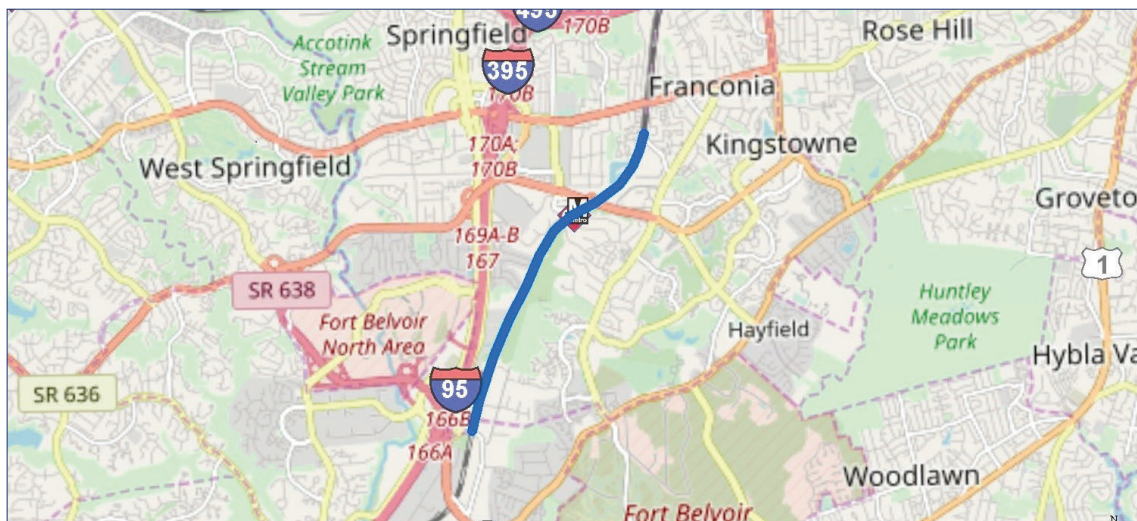 495
170B
Springfield
Rose Hill
Accotink
Stream
Valley Park
395
170B
Franconia
170A;
170B
Kingstowne
West Springfield
Groveto
169A-B
167
1
SR 638
Huntley
Meadows
Park
Fort Belvoir
North Area
Hayfield
Hybla Va
95
SR 636
166B
166A
Woodlawn
Fort Belvoir
N